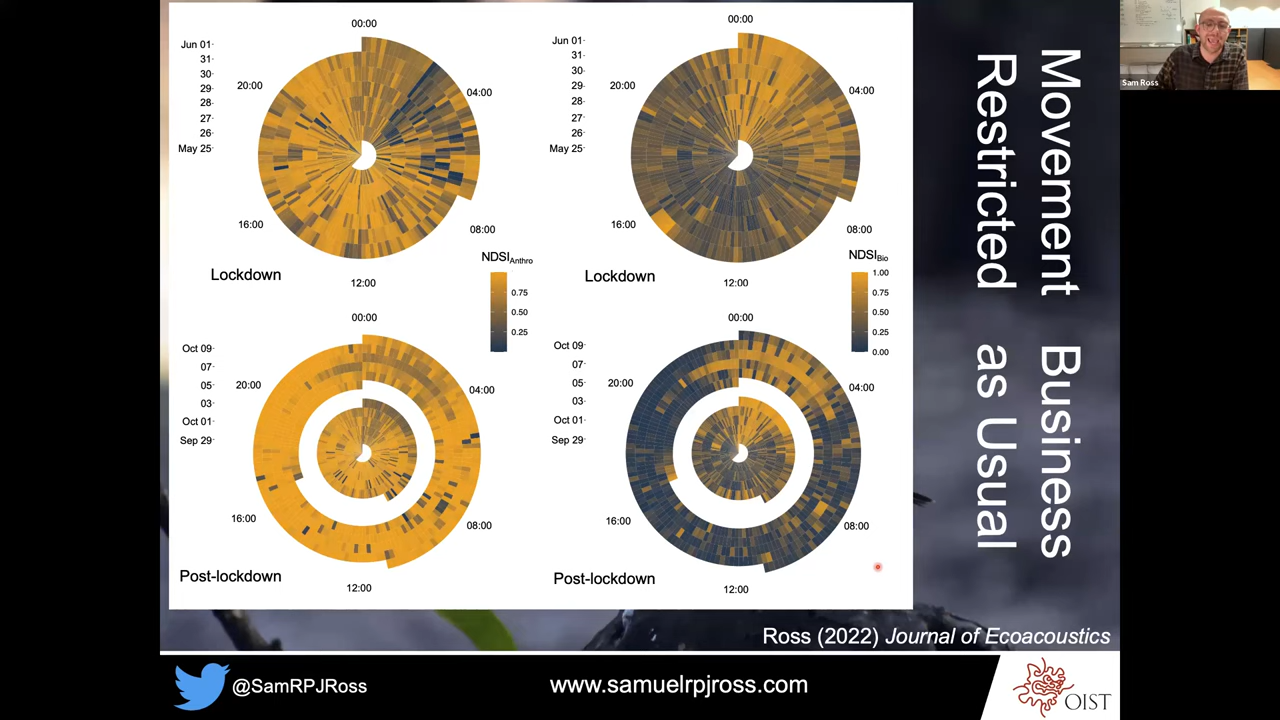 00:00
Jun 01
31
30
29
28
27
26
May 25
20:00
04:00
16:00
08:00
12:00
Lockdown
NDSIAnthro
0.75
0.50
0.25
00:00
Jun 01
31
30
29
28
27
26
May 25
20:00
04:00
16:00
08:00
12:00
Lockdown
NDSIBio
1.00
0.75
0.50
0.25
0.00
00:00
Oct 09
07
05
03
Oct 01
Sep 29
20:00
04:00
16:00
08:00
12:00
Post-lockdown
00:00
Oct 09
07
05
03
Oct 01
Sep 29
20:00
04:00
16:00
08:00
12:00
Post-lockdown
Movement
Restricted
Business
as Usual
Sam Ross
Ross (2022) Journal of Ecoacoustics
@SamRPJRoss
www.samuelrpjross.com
OIST